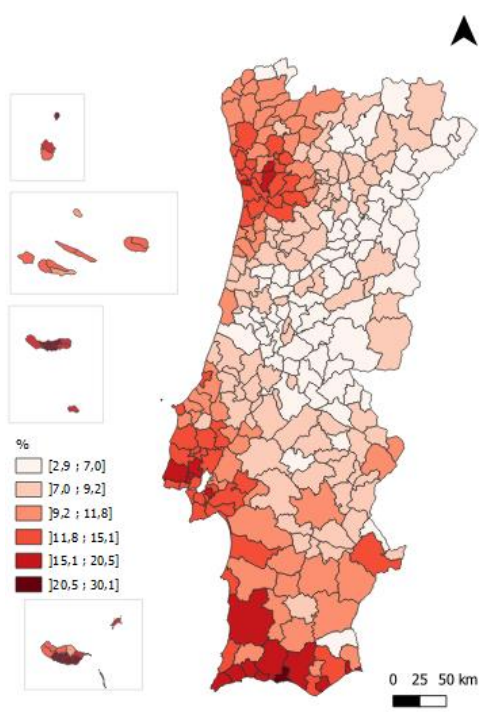 %
]2,9 ; 7,0]
]7,0 ; 9,2]
]9,2 ; 11,8]
]11,8 ; 15,1]
]15,1 ; 20,5]
]20,5 ; 30,1]
0 25 50 km